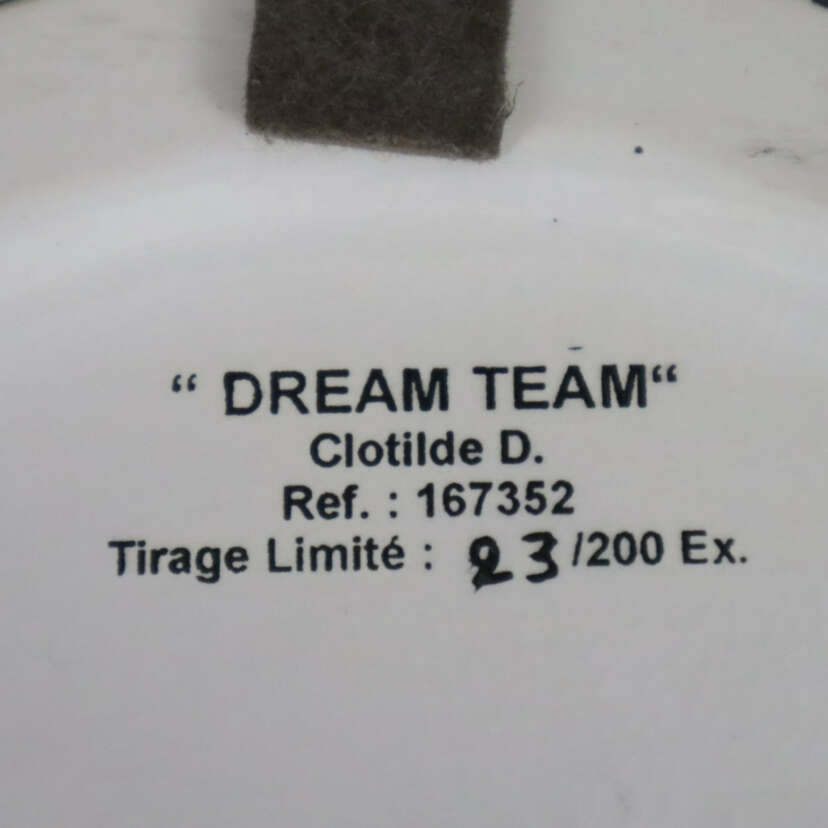 “ DREAM TEAM“
Clotilde D.
Ref. : 167352
Tirage Limité : 23 /200 Ex.